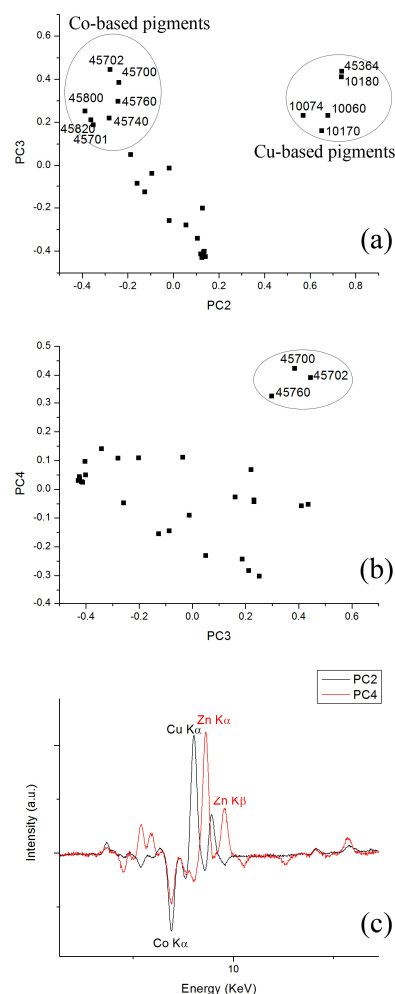 (a)
Co-based pigments
45702
45700
45800
45760
45820
45740
45701
45364
10180
10074
10060
10170
Cu-based pigments
0.6
0.4
0.2
0.0
-0.2
-0.4
PC3
-0.4
-0.2
0.0
0.2
0.4
0.6
0.8
PC2
(b)
45700
45702
45760
0.5
0.4
0.3
0.2
0.1
0.0
-0.1
-0.2
-0.3
-0.4
PC4
-0.4
-0.2
0.0
0.2
0.4
0.6
PC3
(c)
PC2
PC4
Cu Kα
Zn Kα
Zn Kβ
Co Kα
Intensity (a.u.)
10
Energy (KeV)